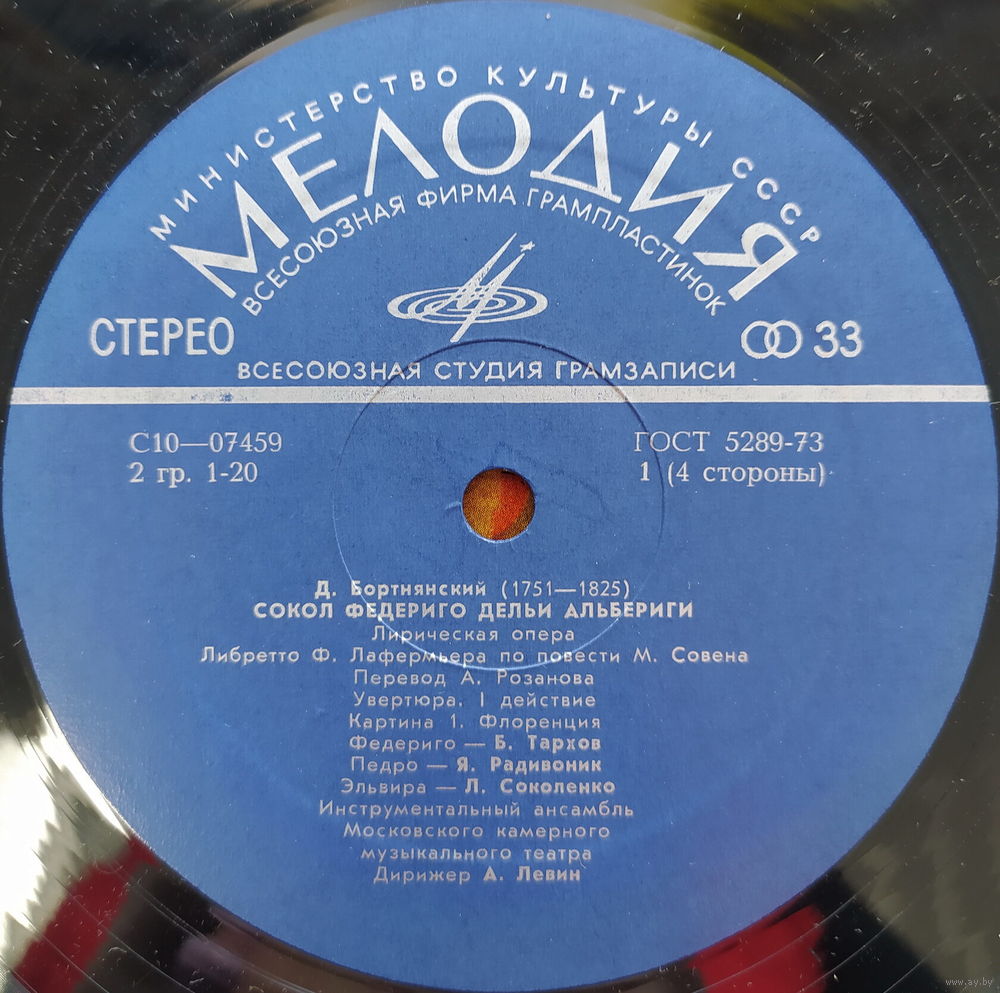 МИНИСТЕРСТВО КУЛЬТУРЫ СССР
МЕЛОДИЯ
ВСЕСОЮЗНАЯ ФИРМА ГРАМПЛАСТИНОК
СТЕРЕО
33
ВСЕСОЮЗНАЯ СТУДИЯ ГРАМЗАПИСИ
С10—07459
ГОСТ 5289-73
2 гр. 1-20
1 (4 стороны)
Д. Бортнянский (1751—1825)
СОКОЛ ФЕДЕРИГО ДЕЛЬИ АЛЬБЕРИГИ
Лирическая опера
Либретто Ф. Лафермьера по повести М. Совена
Перевод А. Розанова
Увертюра. I действие
Картина 1. Флоренция
Федериго — Б. Тархов
Педро — Я. Радивоник
Эльвира — Л. Соколенко
Инструментальный ансамбль
Московского камерного
музыкального театра
Дирижер А. Левин
www.ay.by